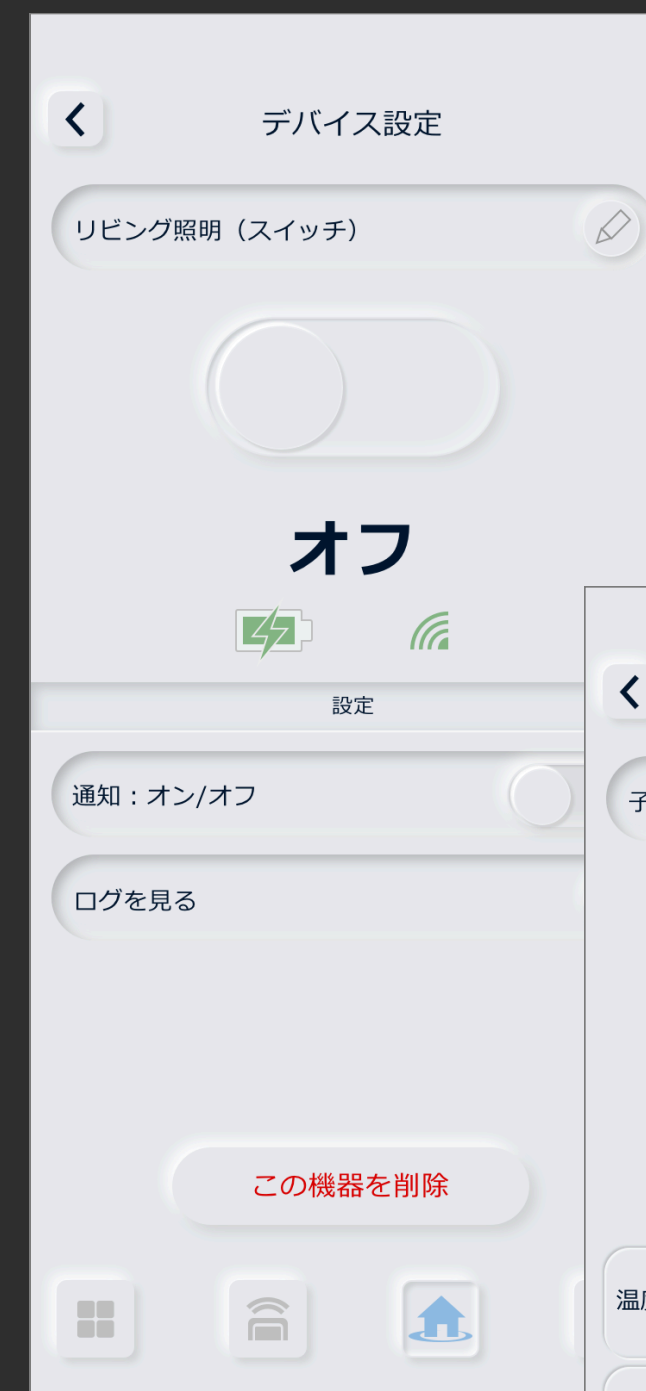 デバイス設定
リビング照明（スイッチ）
オフ
設定
通知：オン/オフ
ログを見る
この機器を削除
子
温